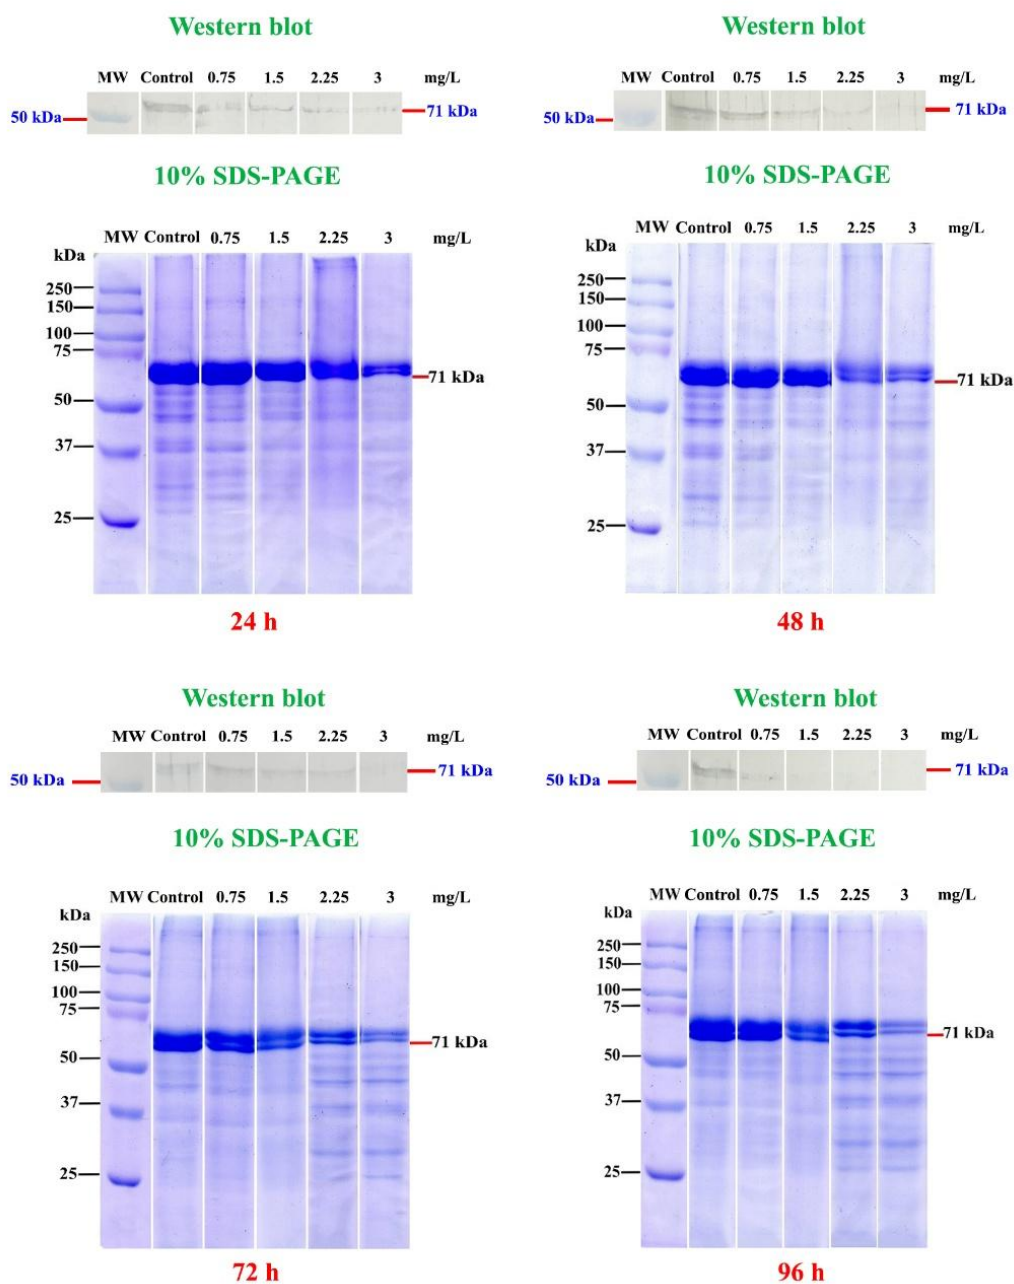 Western blot
MW Control 0.75 1.5 2.25 3 mg/L
50 kDa 71 kDa
10% SDS-PAGE
MW Control 0.75 1.5 2.25 3 mg/L
kDa
250
150
100
75
71 kDa
50
37
25
24 h
Western blot
MW Control 0.75 1.5 2.25 3 mg/L
50 kDa 71 kDa
10% SDS-PAGE
MW Control 0.75 1.5 2.25 3 mg/L
kDa
250
150
100
75
71 kDa
50
37
25
48 h
Western blot
MW Control 0.75 1.5 2.25 3 mg/L
50 kDa 71 kDa
10% SDS-PAGE
MW Control 0.75 1.5 2.25 3 mg/L
kDa
250
150
100
75
71 kDa
50
37
25
72 h
Western blot
MW Control 0.75 1.5 2.25 3 mg/L
50 kDa 71 kDa
10% SDS-PAGE
MW Control 0.75 1.5 2.25 3 mg/L
kDa
250
150
100
75
71 kDa
50
37
25
96 h